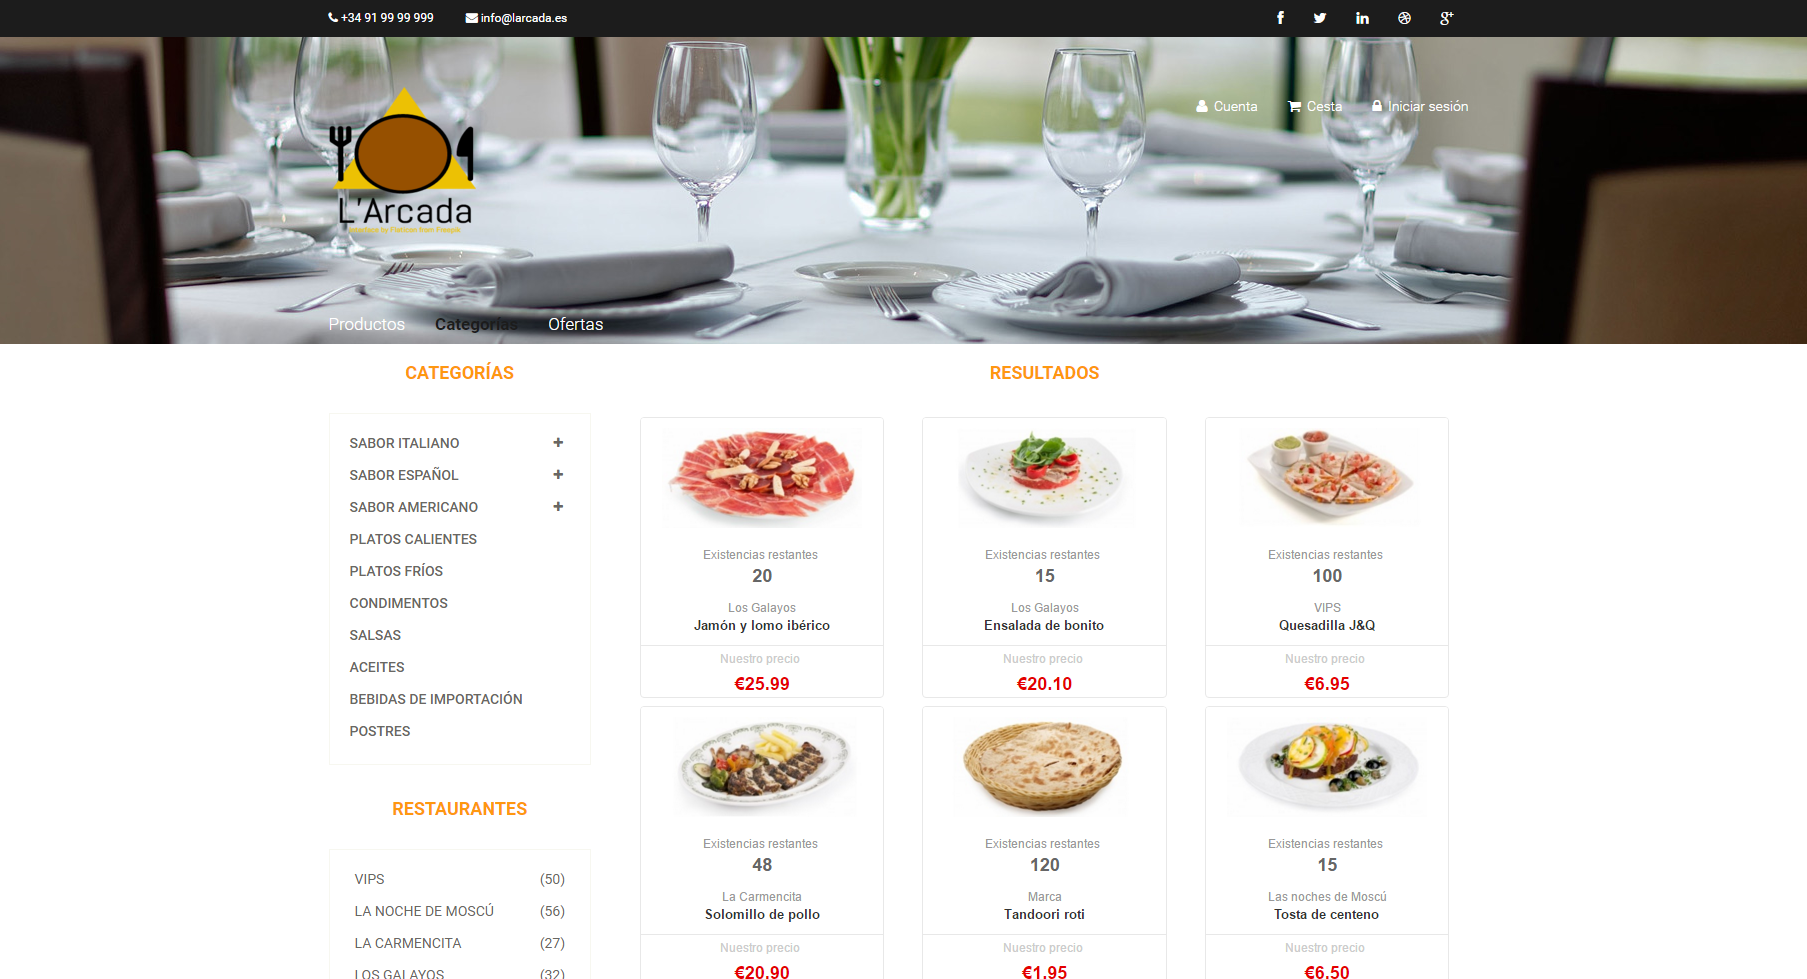 +34 91 99 99 999 info@larcada.es
Cuenta Cesta Iniciar sesión
L'Arcada
Productos Categorías Ofertas
CATEGORÍAS
SABOR ITALIANO
SABOR ESPAÑOL
SABOR AMERICANO
PLATOS CALIENTES
PLATOS FRÍOS
CONDIMENTOS
SALSAS
ACEITES
BEBIDAS DE IMPORTACIÓN
POSTRES
RESTAURANTES
VIPS (50)
LA NOCHE DE MOSCÚ (56)
LA CARMENCITA (27)
LOS GALAYOS (32)
RESULTADOS
Existencias restantes
20
Los Galayos
Jamón y lomo ibérico
Nuestro precio
€25.99
Existencias restantes
15
Los Galayos
Ensalada de bonito
Nuestro precio
€20.10
Existencias restantes
100
VIPS
Quesadilla J&Q
Nuestro precio
€6.95
Existencias restantes
48
La Carmencita
Solomillo de pollo
Nuestro precio
€20.90
Existencias restantes
120
Marca
Tandoori roti
Nuestro precio
€1.95
Existencias restantes
15
Las noches de Moscú
Tosta de centeno
Nuestro precio
€6.50